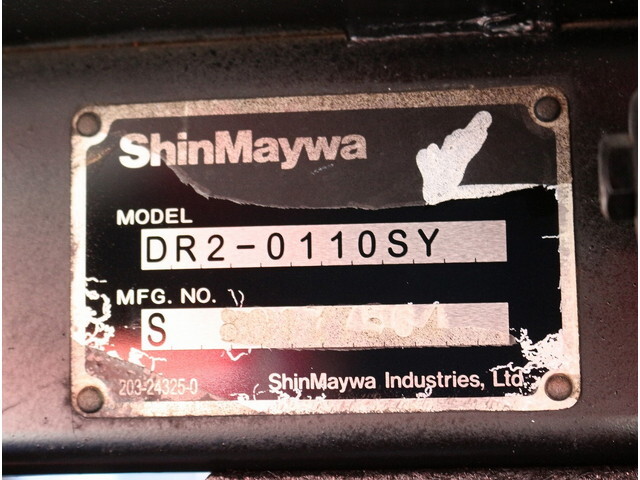 ShinMaywa
MODEL
DR2-0110SY
MFG. NO.
S
203-24325-0 ShinMaywa Industries, Ltd.